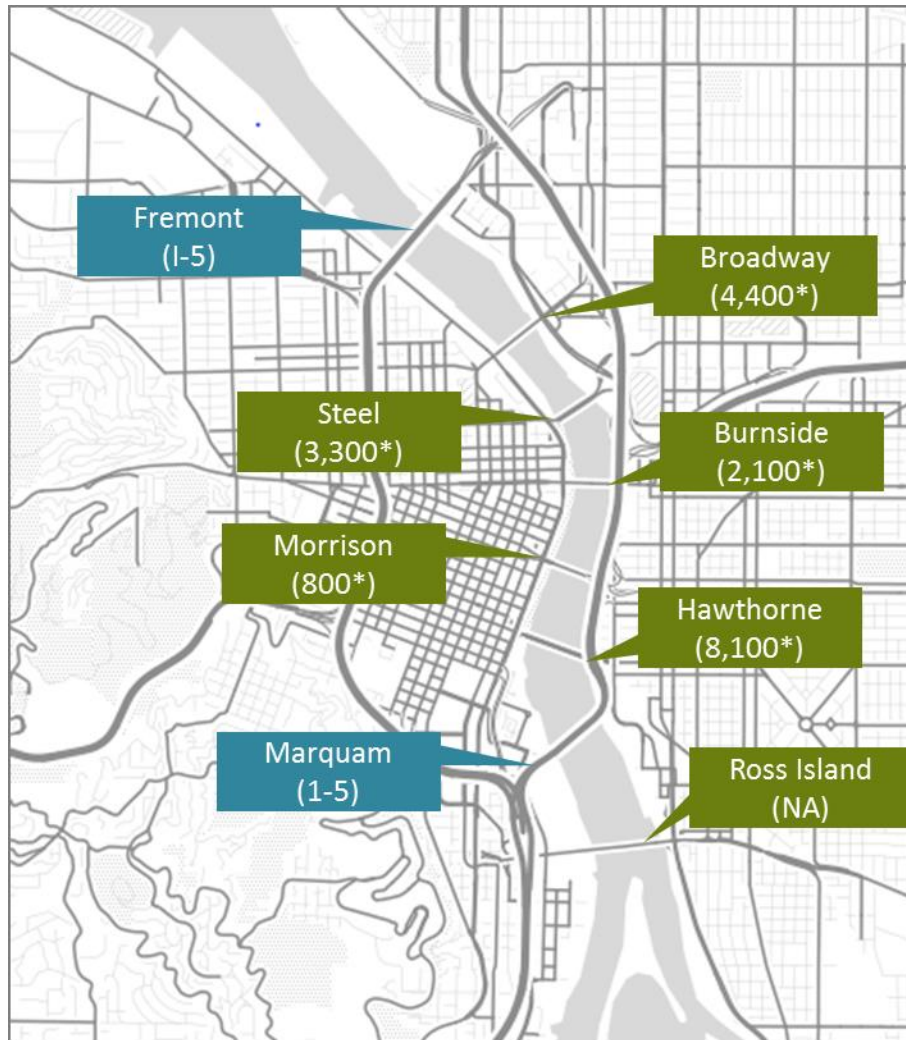 Fremont
(I-5)
Broadway
(4,400*)
Steel
(3,300*)
Burnside
(2,100*)
Morrison
(800*)
Hawthorne
(8,100*)
Marquam
(1-5)
Ross Island
(NA)